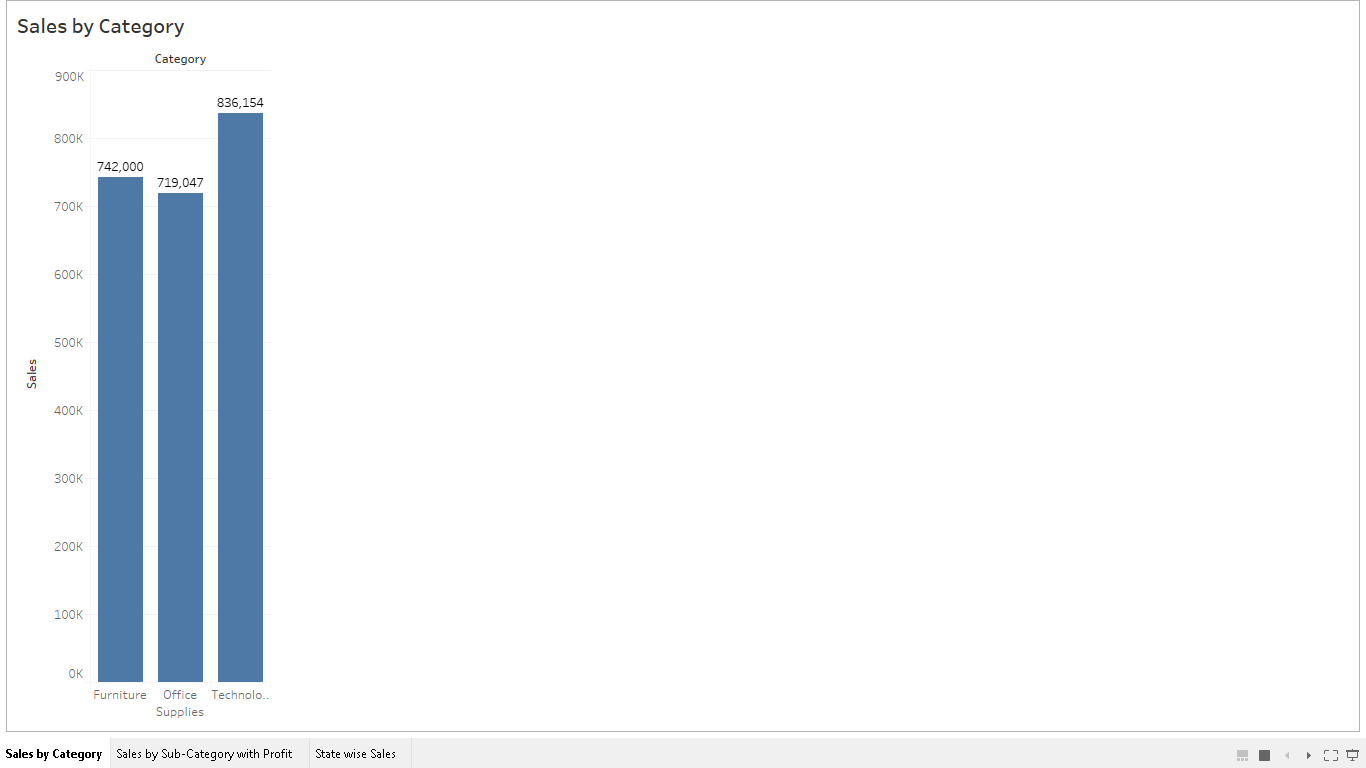 Sales by Category
Category
900K
836,154
800K
742,000
719,047
700K
600K
500K
Sales
400K
300K
200K
100K
0K
Furniture Office Technolo..
Supplies
Sales by Category Sales by Sub-Category with Profit State wise Sales